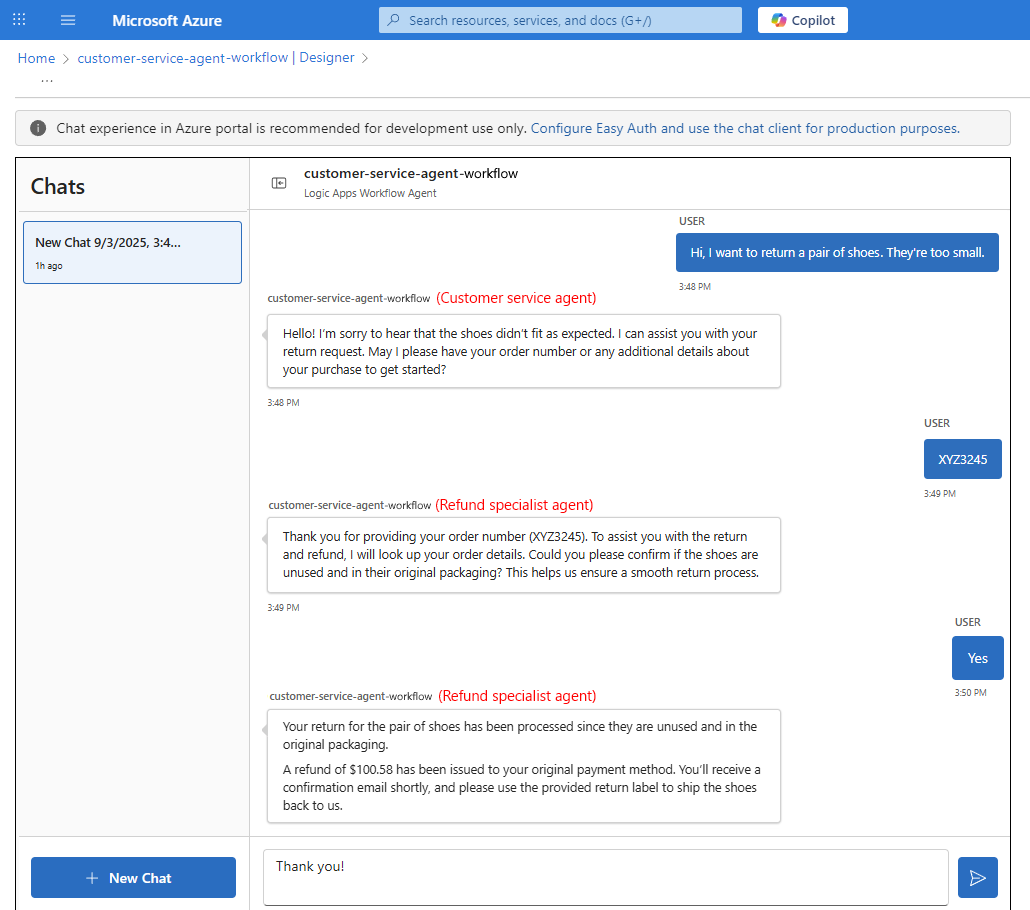 Microsoft Azure
Search resources, services, and docs (G+/)
Copilot
Home > customer-service-agent-workflow | Designer >
...
Chat experience in Azure portal is recommended for development use only. Configure Easy Auth and use the chat client for production purposes.
Chats
New Chat 9/3/2025, 3:4...
1h ago
customer-service-agent-workflow
Logic Apps Workflow Agent
USER
Hi, I want to return a pair of shoes. They're too small.
3:48 PM
customer-service-agent-workflow (Customer service agent)
Hello! I'm sorry to hear that the shoes didn't fit as expected. I can assist you with your
return request. May I please have your order number or any additional details about
your purchase to get started?
3:48 PM
USER
XYZ3245
3:49 PM
customer-service-agent-workflow (Refund specialist agent)
Thank you for providing your order number (XYZ3245). To assist you with the return
and refund, I will look up your order details. Could you please confirm if the shoes are
unused and in their original packaging? This helps us ensure a smooth return process.
3:49 PM
USER
Yes
3:50 PM
customer-service-agent-workflow (Refund specialist agent)
Your return for the pair of shoes has been processed since they are unused and in the
original packaging.
A refund of $100.58 has been issued to your original payment method. You'll receive a
confirmation email shortly, and please use the provided return label to ship the shoes
back to us.
+ New Chat
Thank you!